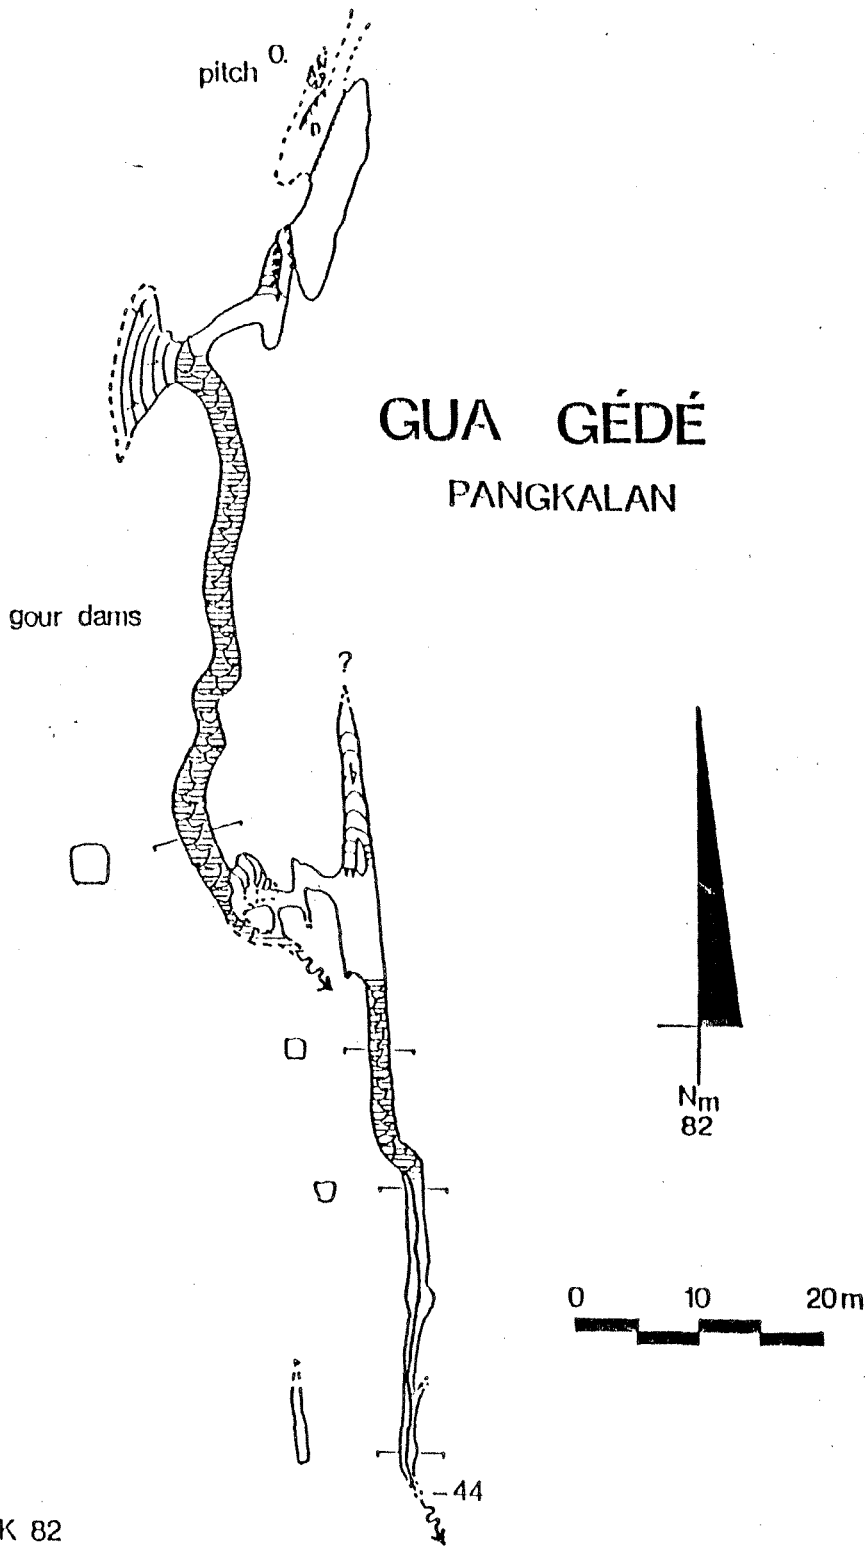 pitch O.
GUA GÉDÉ
PANGKALAN
gour dams
?
Nm
82
0 10 20m
-44
K 82